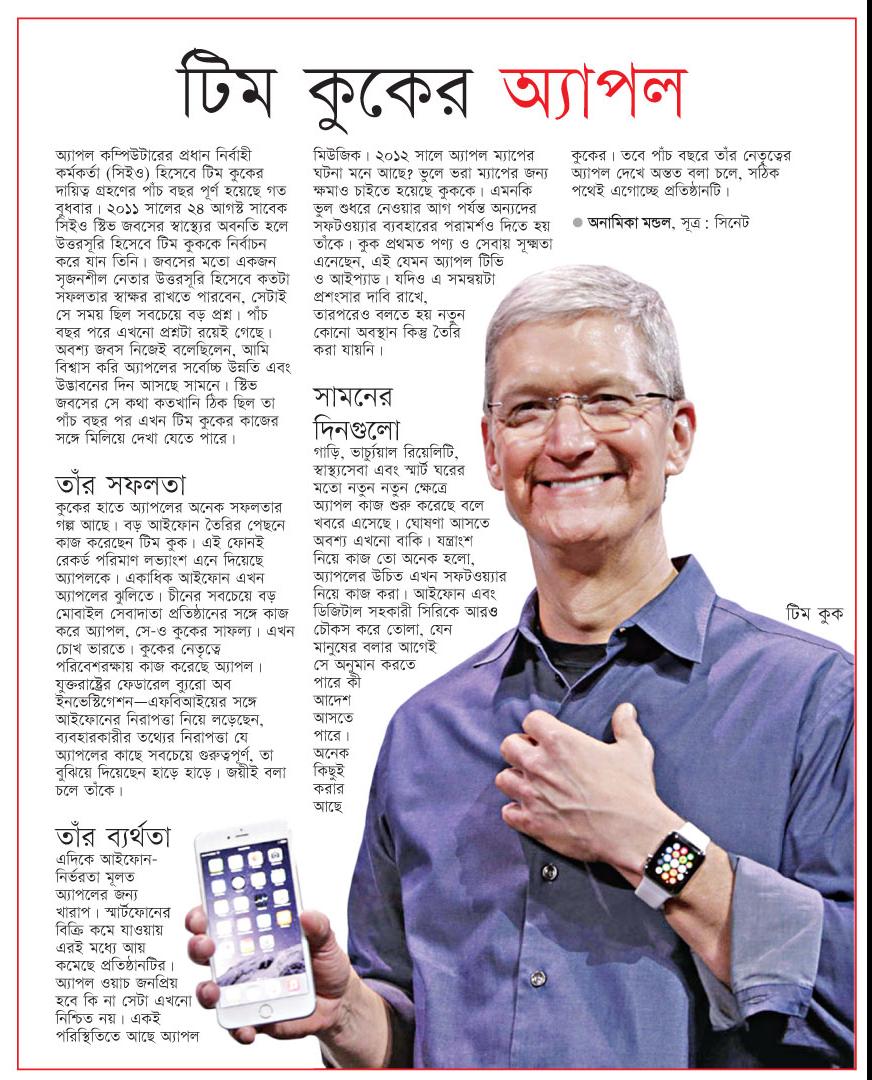 টিম কুকের অ্যাপল
অ্যাপল কম্পিউটারের প্রধান নির্বাহী
কর্মকর্তা (সিইও) হিসেবে টিম কুকের
দায়িত্ব গ্রহণের পাঁচ বছর পূর্ণ হয়েছে গত
বুধবার। ২০১১ সালের ২৪ আগস্ট সাবেক
সিইও স্টিভ জবসের স্বাস্থ্যের অবনতি হলে
উত্তরসূরি হিসেবে টিম কুককে নির্বাচন
করে যান তিনি। জবসের মতো একজন
সৃজনশীল নেতার উত্তরসূরি হিসেবে কতটা
সফলতার স্বাক্ষর রাখতে পারবেন, সেটাই
সে সময় ছিল সবচেয়ে বড় প্রশ্ন। পাঁচ
বছর পরে এখনো প্রশ্নটা রয়েই গেছে।
অবশ্য জবস নিজেই বলেছিলেন, আমি
বিশ্বাস করি অ্যাপলের সর্বোচ্চ উন্নতি এবং
উদ্ভাবনের দিন আসছে সামনে। স্টিভ
জবসের সে কথা কতখানি ঠিক ছিল তা
পাঁচ বছর পর এখন টিম কুকের কাজের
সঙ্গে মিলিয়ে দেখা যেতে পারে।
তাঁর সফলতা
কুকের হাতে অ্যাপলের অনেক সফলতার
গল্প আছে। বড় আইফোন তৈরির পেছনে
কাজ করেছেন টিম কুক। এই ফোনই
রেকর্ড পরিমাণ লভ্যাংশ এনে দিয়েছে
অ্যাপলকে। একাধিক আইফোন এখন
অ্যাপলের ঝুলিতে। চীনের সবচেয়ে বড়
মোবাইল সেবাদাতা প্রতিষ্ঠানের সঙ্গে কাজ
করে অ্যাপল, সে-ও কুকের সাফল্য। এখন
চোখ ভারতে। কুকের নেতৃত্বে
পরিবেশরক্ষায় কাজ করেছে অ্যাপল।
যুক্তরাষ্ট্রের ফেডারেল ব্যুরো অব
ইনভেস্টিগেশন—এফবিআইয়ের সঙ্গে
আইফোনের নিরাপত্তা নিয়ে লড়েছেন,
ব্যবহারকারীর তথ্যের নিরাপত্তা যে
অ্যাপলের কাছে সবচেয়ে গুরুত্বপূর্ণ, তা
বুঝিয়ে দিয়েছেন হাড়ে হাড়ে। জয়ীই বলা
চলে তাঁকে।
তাঁর ব্যর্থতা
এদিকে আইফোন-
নির্ভরতা মূলত
অ্যাপলের জন্য
খারাপ। স্মার্টফোনের
বিক্রি কমে যাওয়ায়
এরই মধ্যে আয়
কমেছে প্রতিষ্ঠানটির।
অ্যাপল ওয়াচ জনপ্রিয়
হবে কি না সেটা এখনো
নিশ্চিত নয়। একই
পরিস্থিতিতে আছে অ্যাপল
মিউজিক। ২০১২ সালে অ্যাপল ম্যাপের
ঘটনা মনে আছে? ভুলে ভরা ম্যাপের জন্য
ক্ষমাও চাইতে হয়েছে কুককে। এমনকি
ভুল শুধরে নেওয়ার আগ পর্যন্ত অন্যদের
সফটওয়্যার ব্যবহারের পরামর্শও দিতে হয়
তাঁকে। কুক প্রথমত পণ্য ও সেবায় সূক্ষ্মতা
এনেছেন, এই যেমন অ্যাপল টিভি
ও আইপ্যাড। যদিও এ সমন্বয়টা
প্রশংসার দাবি রাখে,
তারপরেও বলতে হয় নতুন
কোনো অবস্থান কিন্তু তৈরি
করা যায়নি।
সামনের
দিনগুলো
গাড়ি, ভার্চ্যুয়াল রিয়েলিটি,
স্বাস্থ্যসেবা এবং স্মার্ট ঘরের
মতো নতুন নতুন ক্ষেত্রে
অ্যাপল কাজ শুরু করেছে বলে
খবরে এসেছে। ঘোষণা আসতে
অবশ্য এখনো বাকি। যন্ত্রাংশ
নিয়ে কাজ তো অনেক হলো,
অ্যাপলের উচিত এখন সফটওয়্যার
নিয়ে কাজ করা। আইফোন এবং
ডিজিটাল সহকারী সিরিকে আরও
চৌকস করে তোলা, যেন
মানুষের বলার আগেই
সে অনুমান করতে
পারে কী
আদেশ
আসতে
পারে।
অনেক
কিছুই
করার
আছে
কুকের। তবে পাঁচ বছরে তাঁর নেতৃত্বের
অ্যাপল দেখে অন্তত বলা চলে, সঠিক
পথেই এগোচ্ছে প্রতিষ্ঠানটি।
● অনামিকা মন্ডল, সূত্র : সিনেট
টিম কুক